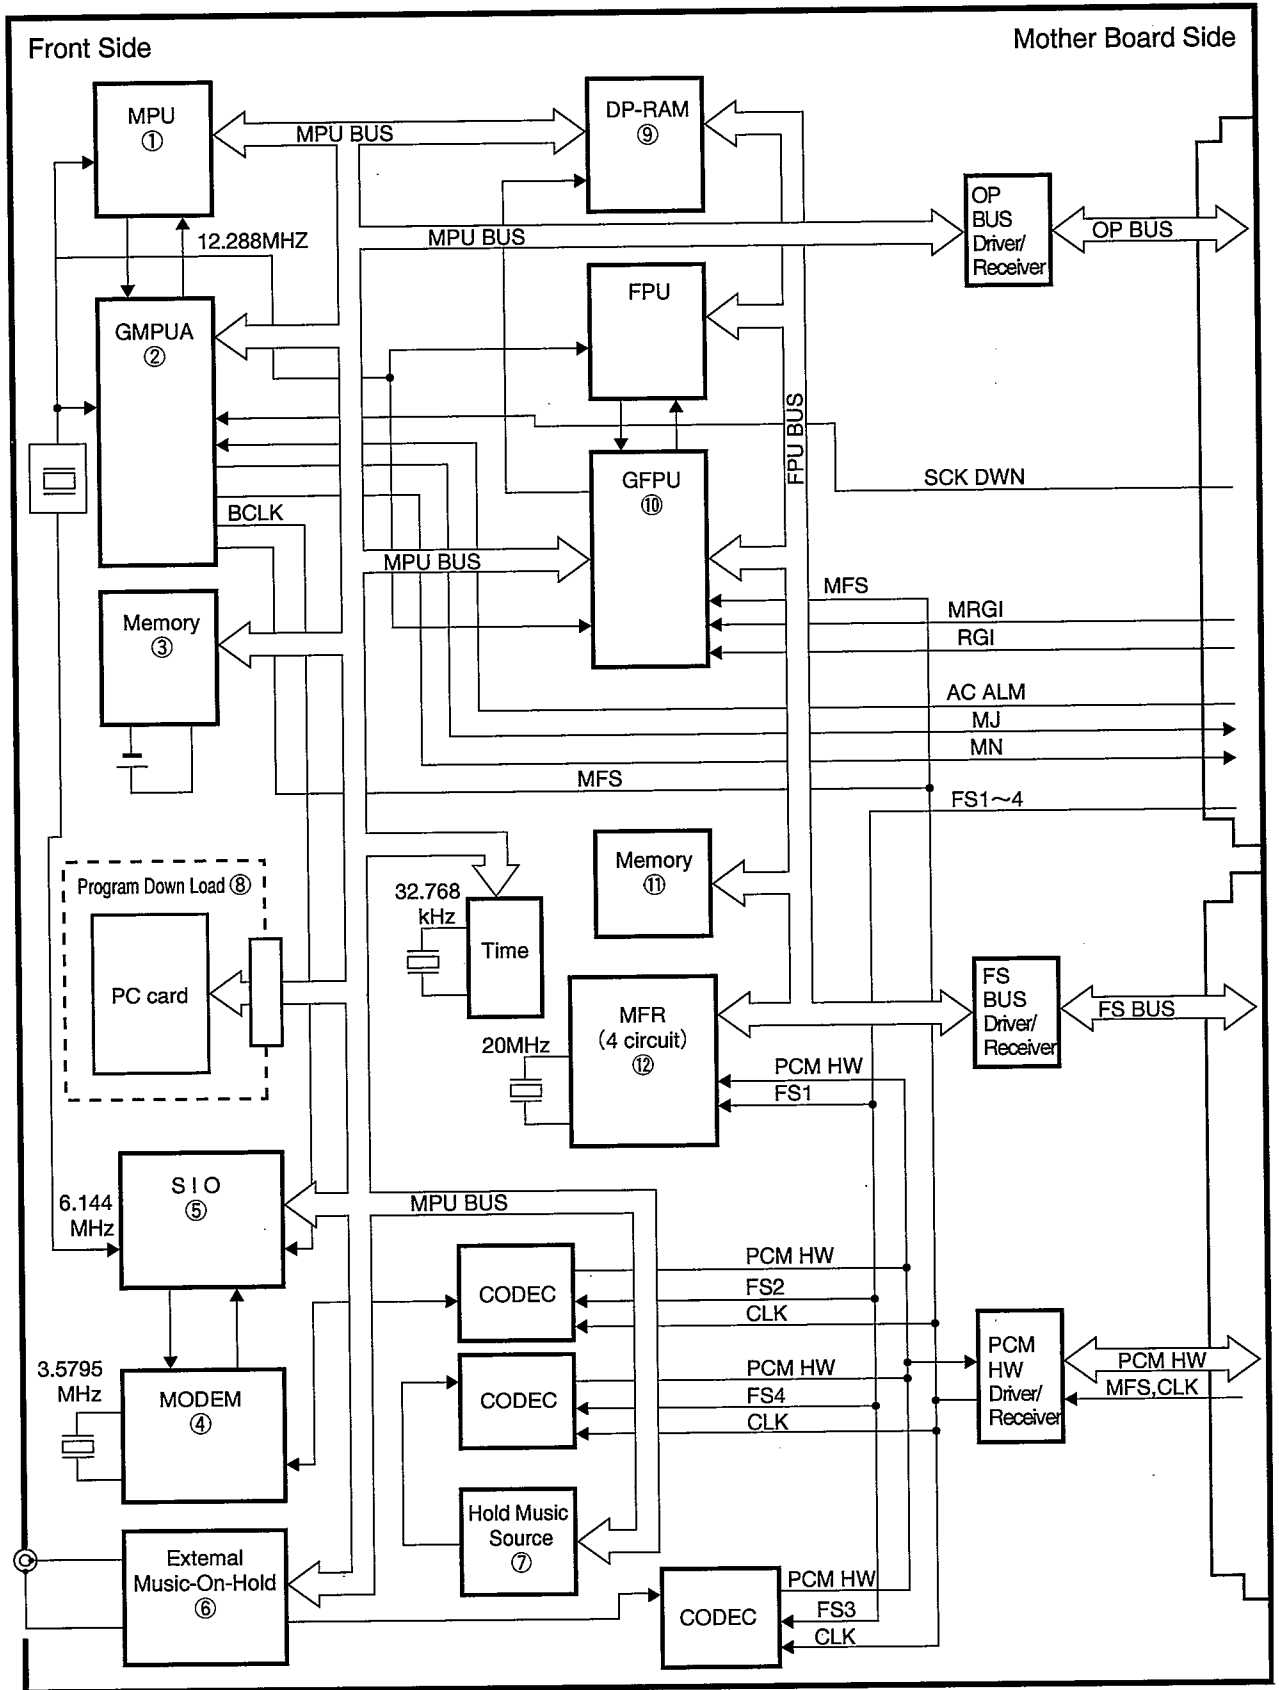 Front Side
Mother Board Side
MPU
①
MPU BUS
DP-RAM
⑨
OP
BUS
Driver/
Receiver
OP BUS
12.288MHZ
MPU BUS
GMPUA
②
FPU
FPU BUS
GFPU
⑩
SCK DWN
BCLK
MPU BUS
MFS
MRGI
RGI
Memory
③
AC ALM
MJ
MN
MFS
FS1～4
Program Down Load ⑧
PC card
32.768
kHz
Time
Memory
⑪
MFR
(4 circuit)
⑫
20MHz
PCM HW
FS1
FS
BUS
Driver/
Receiver
FS BUS
SIO
⑤
6.144
MHz
MPU BUS
CODEC
PCM HW
FS2
CLK
3.5795
MHz
MODEM
④
CODEC
PCM HW
FS4
CLK
PCM
HW
Driver/
Receiver
PCM HW
MFS,CLK
Hold Music
Source
⑦
External
Music-On-Hold
⑥
CODEC
PCM HW
FS3
CLK